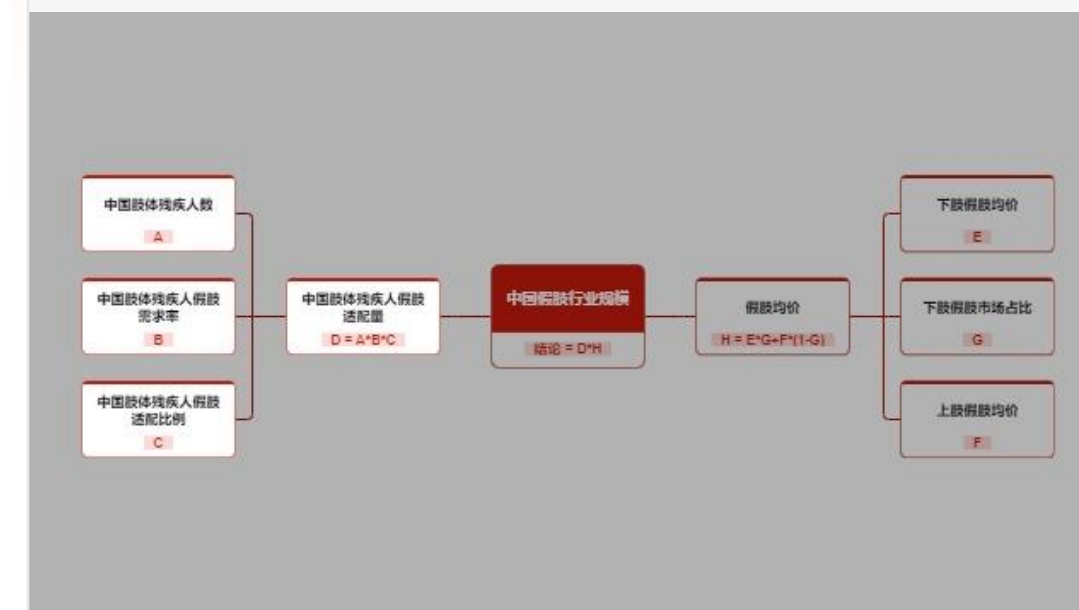 中国肢体残疾人数
A
中国肢体残疾人假肢
需求率
B
中国肢体残疾人假肢
适配比例
C
中国肢体残疾人假肢
适配量
D = A*B*C
中国假肢行业规模
结论 = D*H
假肢均价
H = E*G+F*(1-G)
下肢假肢均价
E
下肢假肢市场占比
G
上肢假肢均价
F